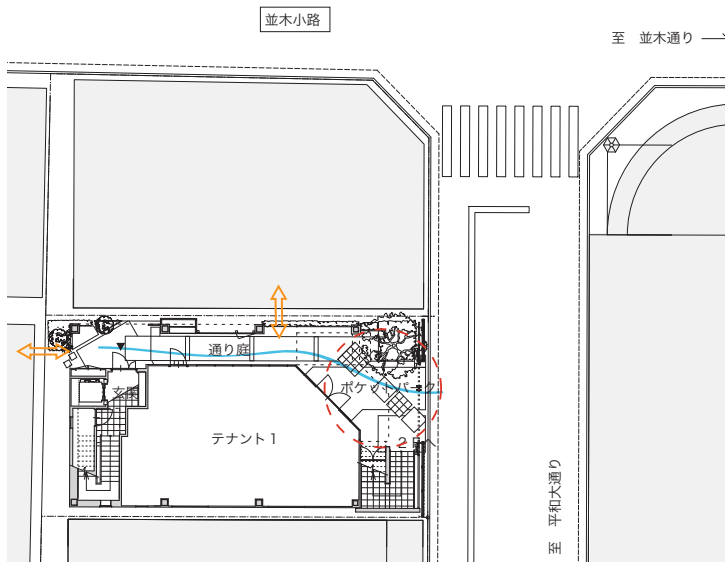 並木小路
至　並木通り
通り庭
ポケットパーク
玄関
テナント1
至　平和大通り